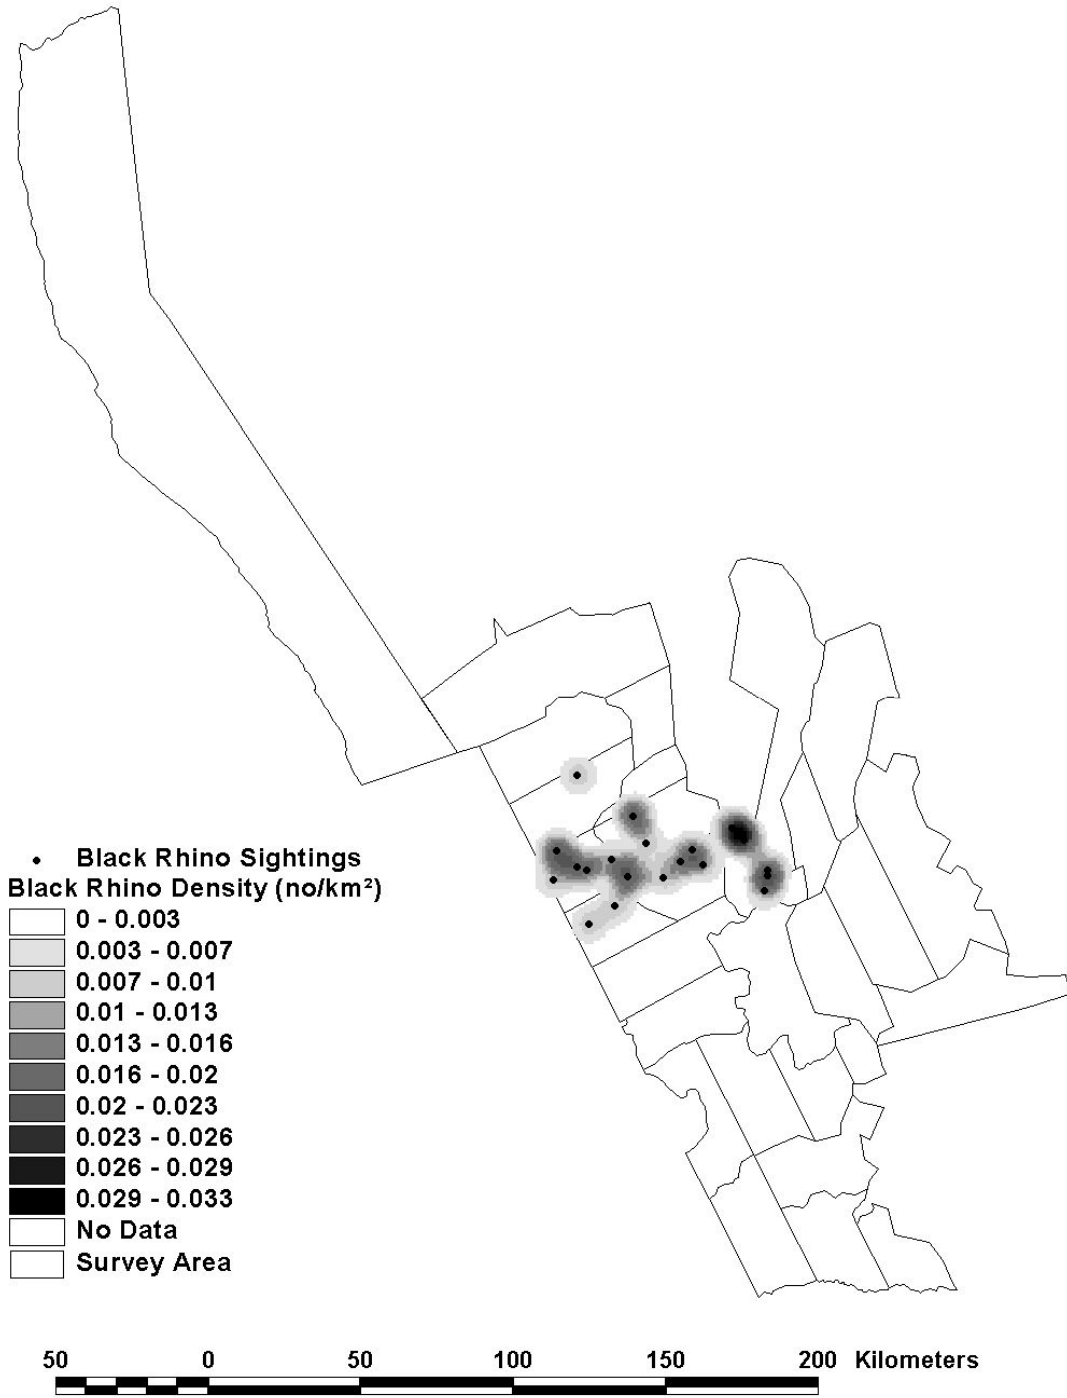 Black Rhino Sightings
Black Rhino Density (no/km²)
0 - 0.003
0.003 - 0.007
0.007 - 0.01
0.01 - 0.013
0.013 - 0.016
0.016 - 0.02
0.02 - 0.023
0.023 - 0.026
0.026 - 0.029
0.029 - 0.033
No Data
Survey Area
50 0 50 100 150 200 Kilometers